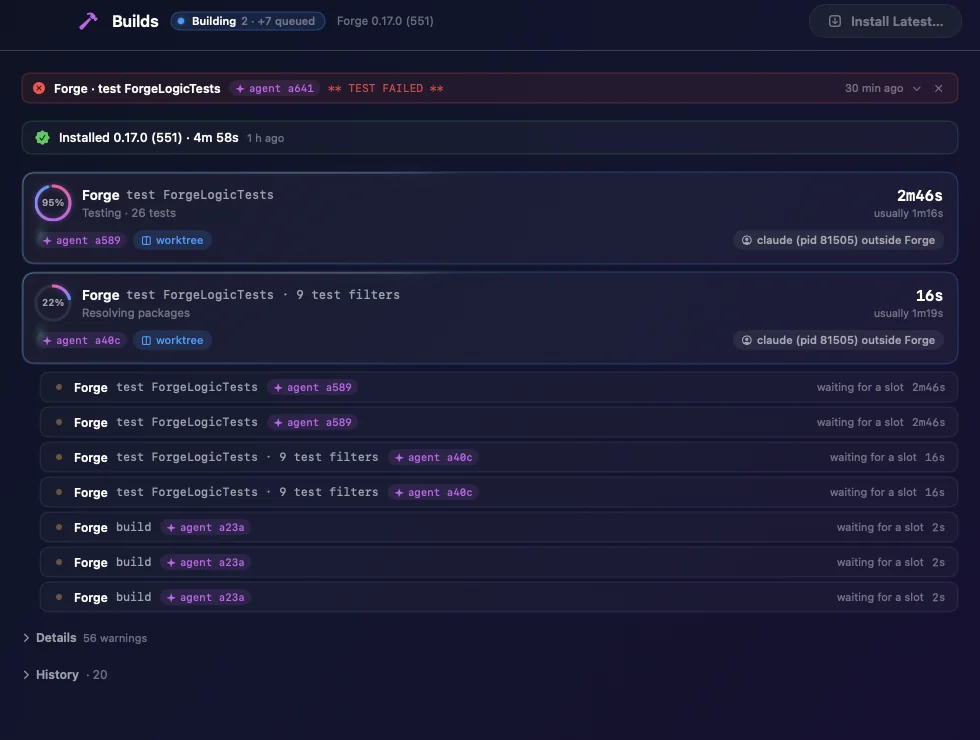 Builds Building 2 · +7 queued Forge 0.17.0 (551) Install Latest...
Forge · test ForgeLogicTests agent a641 ** TEST FAILED ** 30 min ago
Installed 0.17.0 (551) · 4m 58s 1 h ago
95% Forge test ForgeLogicTests 2m46s
Testing · 26 tests usually 1m16s
agent a589 worktree claude (pid 81505) outside Forge
22% Forge test ForgeLogicTests · 9 test filters 16s
Resolving packages usually 1m19s
agent a40c worktree claude (pid 81505) outside Forge
Forge test ForgeLogicTests agent a589 waiting for a slot 2m46s
Forge test ForgeLogicTests agent a589 waiting for a slot 2m46s
Forge test ForgeLogicTests · 9 test filters agent a40c waiting for a slot 16s
Forge test ForgeLogicTests · 9 test filters agent a40c waiting for a slot 16s
Forge build agent a23a waiting for a slot 2s
Forge build agent a23a waiting for a slot 2s
Forge build agent a23a waiting for a slot 2s
Details 56 warnings
History · 20